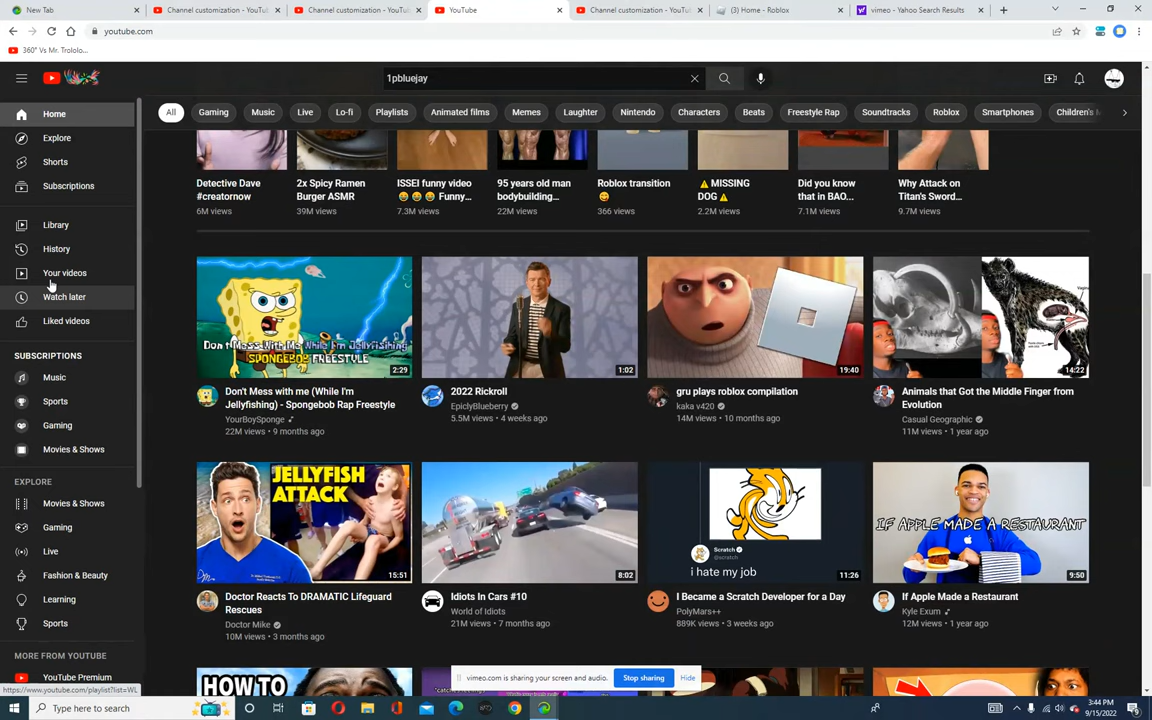 New Tab
Channel customization - YouTu
Channel customization - YouTu
YouTube
Channel customization - YouTu
(3) Home - Roblox
vimeo - Yahoo Search Results
youtube.com
360° Vs Mr. Trololo...
1pbluejay
Home
Explore
Shorts
Subscriptions
Library
History
Your videos
Watch later
Liked videos
SUBSCRIPTIONS
Music
Sports
Gaming
Movies & Shows
EXPLORE
Movies & Shows
Gaming
Live
Fashion & Beauty
Learning
Sports
MORE FROM YOUTUBE
YouTube Premium
https://www.youtube.com/playlist?list=WL
All
Gaming
Music
Live
Lo-fi
Playlists
Animated films
Memes
Laughter
Nintendo
Characters
Beats
Freestyle Rap
Soundtracks
Roblox
Smartphones
Children's M
Detective Dave
#creatornow
6M views
2x Spicy Ramen
Burger ASMR
39M views
ISSEI funny video
😂😂😂 Funny...
7.3M views
95 years old man
bodybuilding...
22M views
Roblox transition
😄
366 views
⚠️MISSING
DOG⚠️
2.2M views
Did you know
that in BAO...
7.1M views
Why Attack on
Titan's Sword...
9.7M views
Don't Mess With Me While I'm Jellyfishing
SPONGEBOB FREESTYLE
2:29
Don't Mess with me (While I'm
Jellyfishing) - Spongebob Rap Freestyle
YourBoySponge
22M views • 9 months ago
1:02
2022 Rickroll
EpiclyBlueberry
5.5M views • 4 weeks ago
19:40
gru plays roblox compilation
kaka v420
14M views • 10 months ago
14:22
Animals that Got the Middle Finger from
Evolution
Casual Geographic
11M views • 1 year ago
JELLYFISH
ATTACK
15:51
Doctor Reacts To DRAMATIC Lifeguard
Rescues
Doctor Mike
10M views • 3 months ago
8:02
Idiots In Cars #10
World of Idiots
21M views • 7 months ago
Scratch
@scratch
i hate my job
11:26
I Became a Scratch Developer for a Day
PolyMars++
889K views • 3 weeks ago
IF APPLE MADE A RESTAURANT
9:50
If Apple Made a Restaurant
Kyle Exum
12M views • 1 year ago
HOW TO
vimeo.com is sharing your screen and audio.
Stop sharing
Hide
Type here to search
3:44 PM
9/15/2022